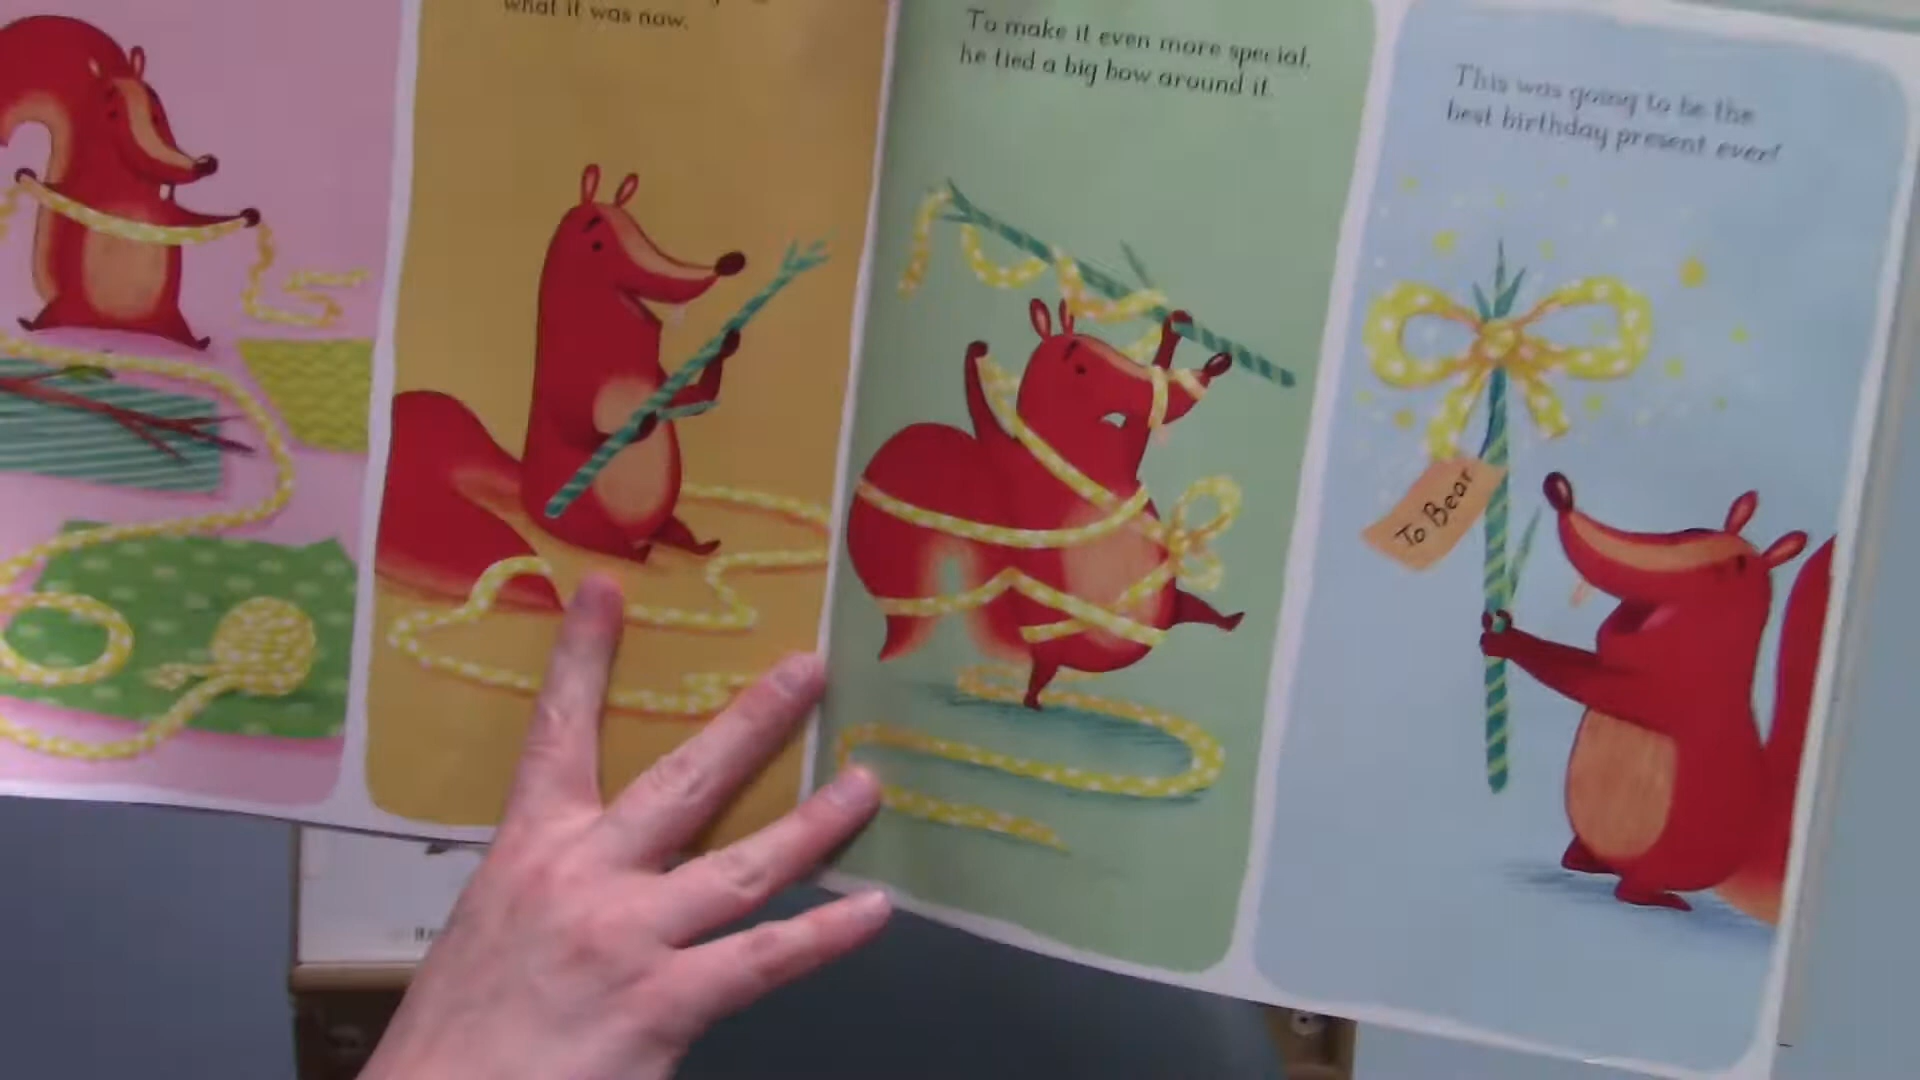 what it was now.
To make it even more special,
he tied a big bow around it.
This was going to be the
best birthday present ever!
To Bear